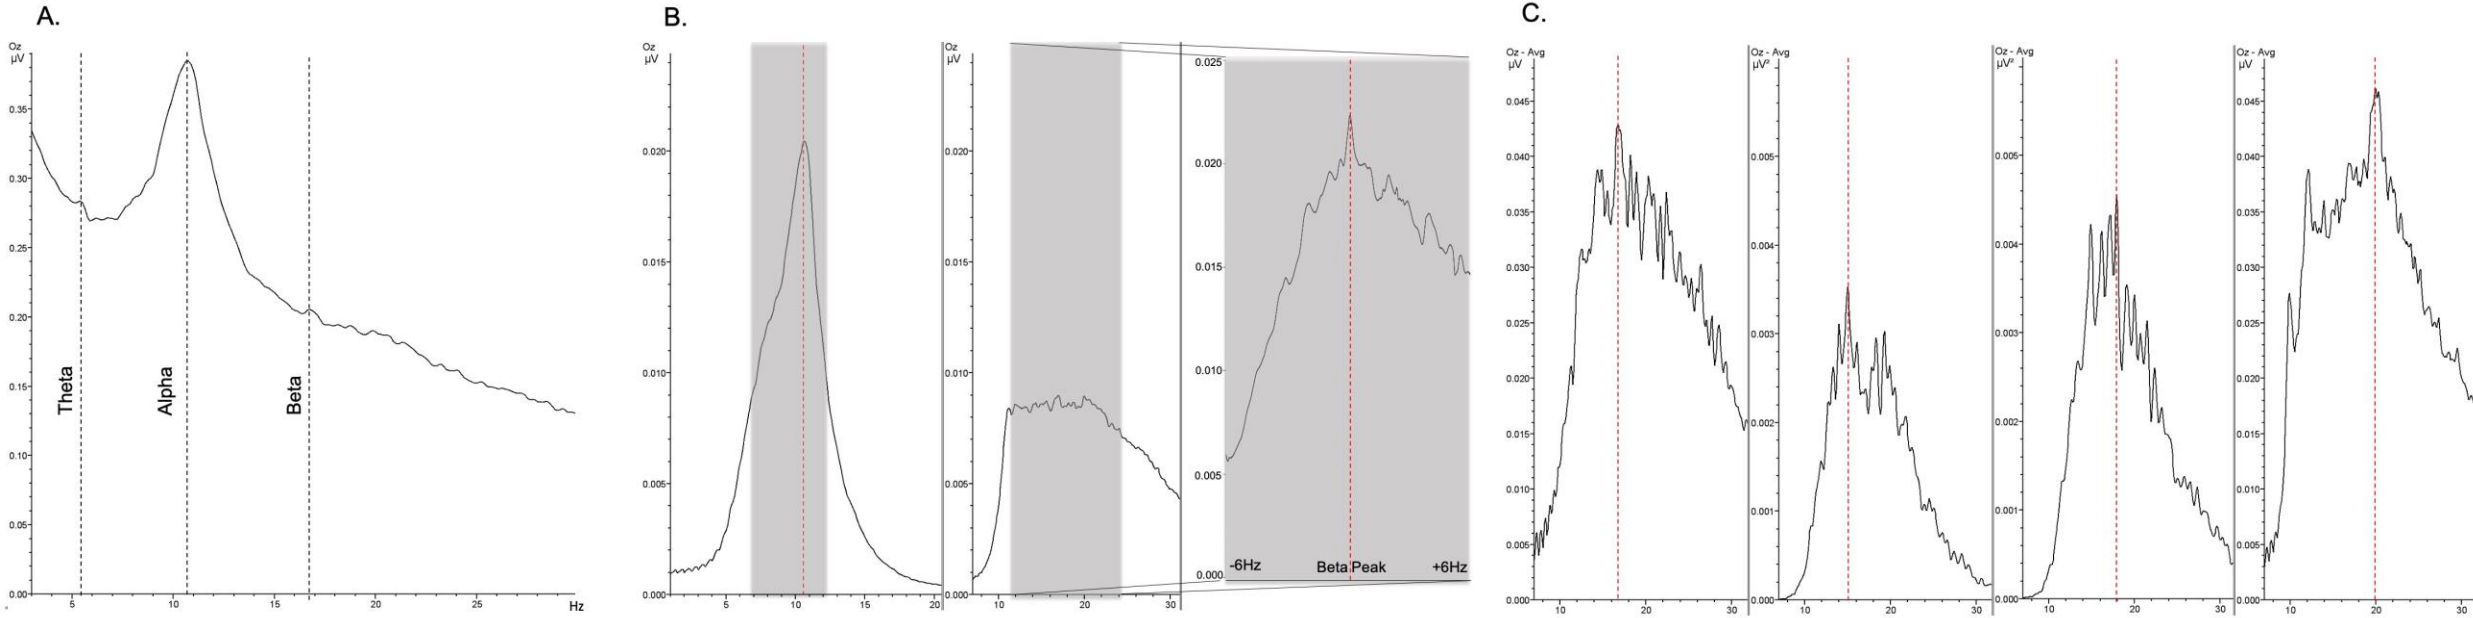 A.
Oz
µV
0.35
0.30
0.25
0.20
0.15
0.10
0.05
0.00
Theta
Alpha
Beta
5 10 15 20 25 Hz
B.
Oz
µV
0.020
0.015
0.010
0.005
0.000
5 10 15 20
Oz
µV
0.020
0.015
0.010
0.005
0.000
10 20 30
0.025
0.020
0.015
0.010
0.005
0.000
-6Hz Beta Peak +6Hz
C.
Oz - Avg
µV
0.045
0.040
0.035
0.030
0.025
0.020
0.015
0.010
0.005
0.000
10 20 30
Oz - Avg
µV²
0.005
0.004
0.003
0.002
0.001
0.000
10 20 30
Oz - Avg
µV²
0.005
0.004
0.003
0.002
0.001
0.000
10 20 30
Oz - Avg
µV
0.045
0.040
0.035
0.030
0.025
0.020
0.015
0.010
0.005
0.000
10 20 30